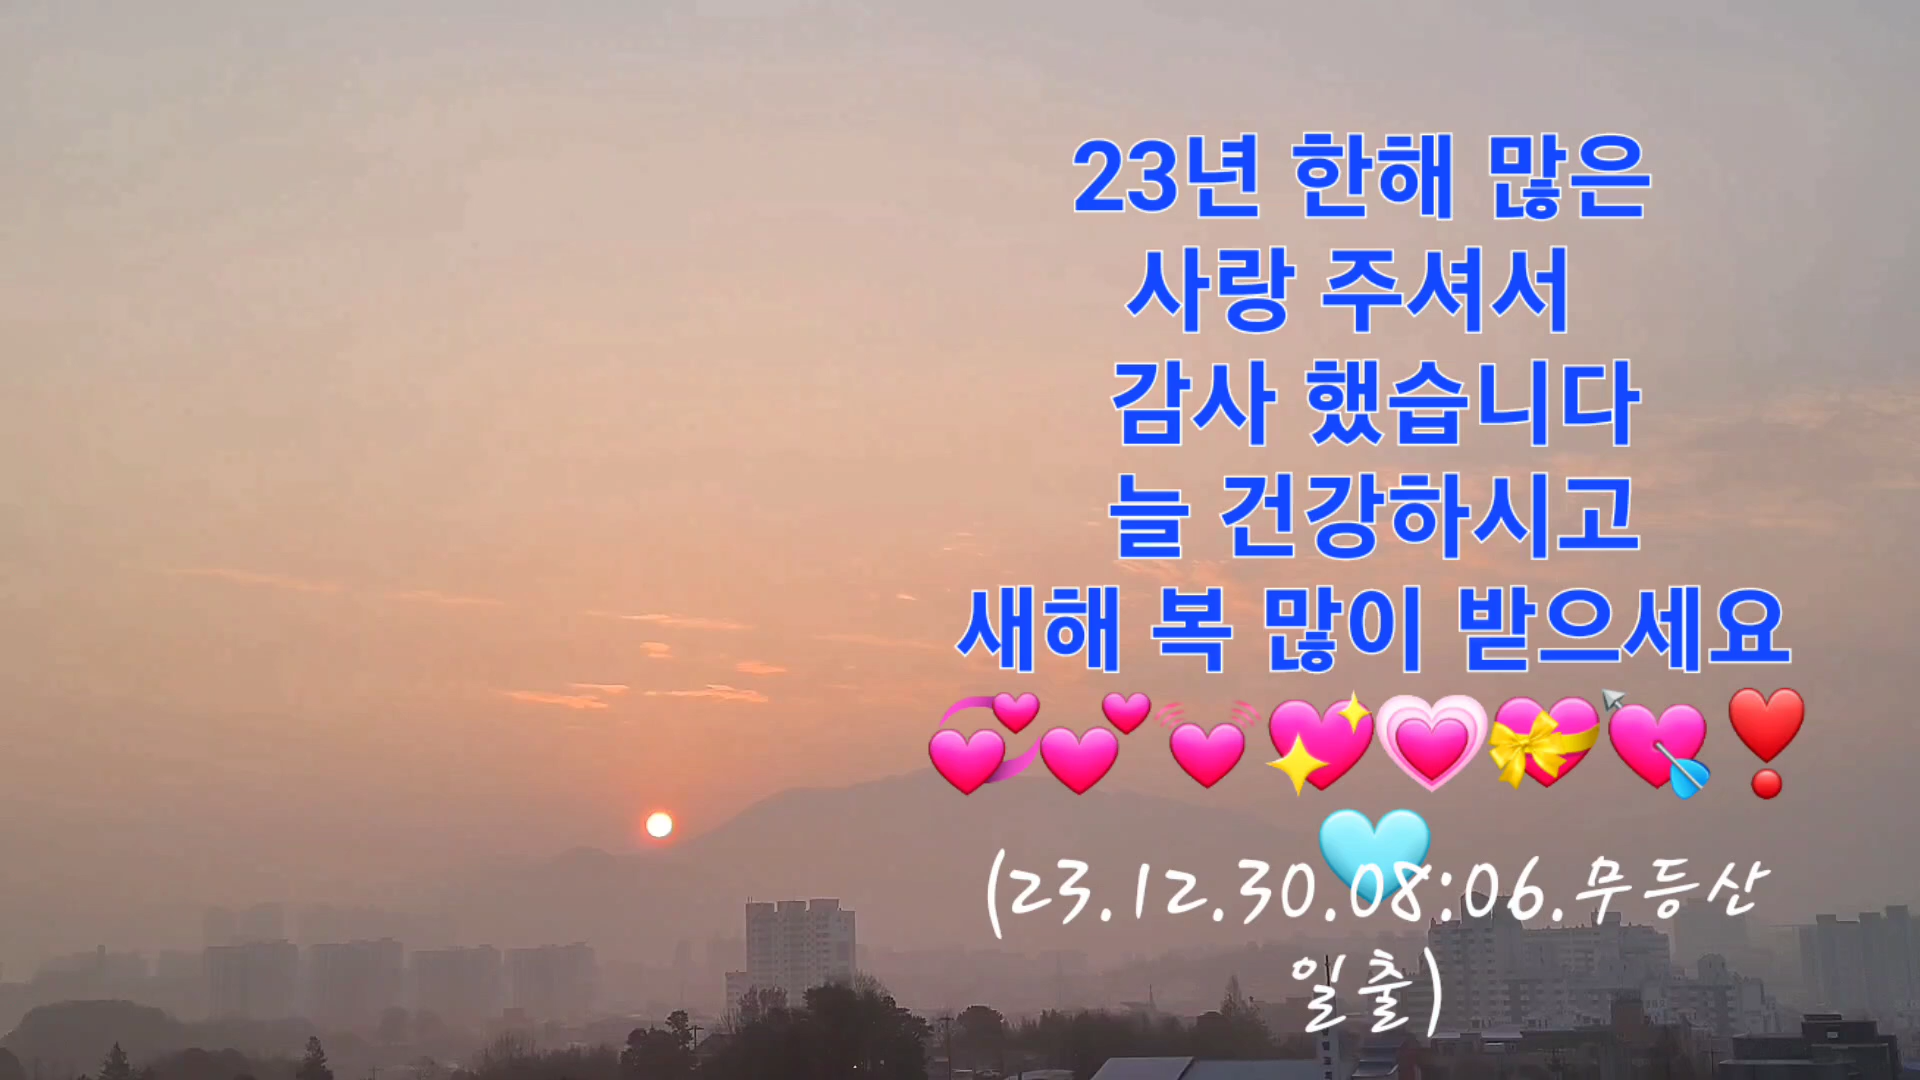 23년 한해 많은
사랑 주셔서
감사 했습니다
늘 건강하시고
새해 복 많이 받으세요
💞💕💓💖💗💝💘❣️
🩵
(23.12.30.08:06.무등산
일출)